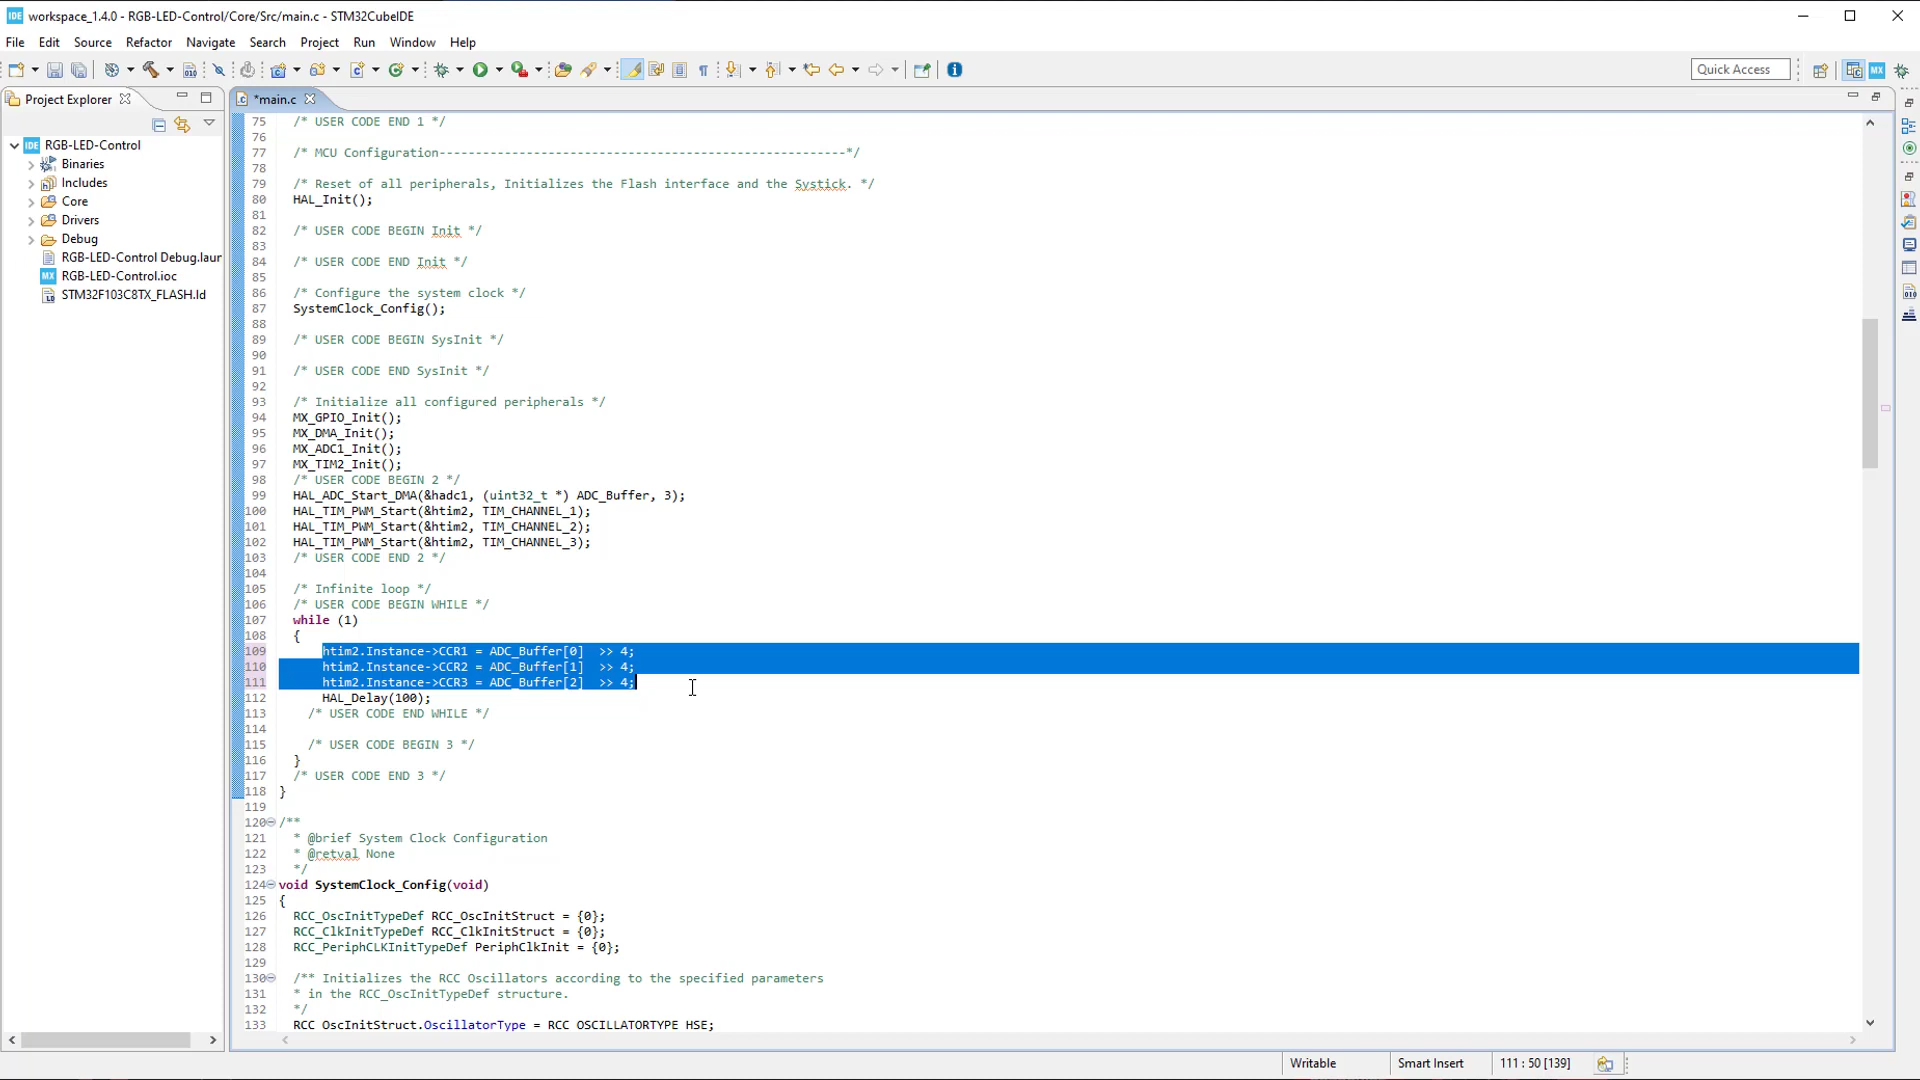 workspace_1.4.0 - RGB-LED-Control/Core/Src/main.c - STM32CubeIDE
File Edit Source Refactor Navigate Search Project Run Window Help
Quick Access
Project Explorer
*main.c
RGB-LED-Control
Binaries
Includes
Core
Drivers
Debug
RGB-LED-Control Debug.laun
RGB-LED-Control.ioc
STM32F103C8TX_FLASH.ld
75 /* USER CODE END 1 */
76
77 /* MCU Configuration--------------------------------------------------------*/
78
79 /* Reset of all peripherals, Initializes the Flash interface and the Systick. */
80 HAL_Init();
81
82 /* USER CODE BEGIN Init */
83
84 /* USER CODE END Init */
85
86 /* Configure the system clock */
87 SystemClock_Config();
88
89 /* USER CODE BEGIN SysInit */
90
91 /* USER CODE END SysInit */
92
93 /* Initialize all configured peripherals */
94 MX_GPIO_Init();
95 MX_DMA_Init();
96 MX_ADC1_Init();
97 MX_TIM2_Init();
98 /* USER CODE BEGIN 2 */
99 HAL_ADC_Start_DMA(&hadc1, (uint32_t *) ADC_Buffer, 3);
100 HAL_TIM_PWM_Start(&htim2, TIM_CHANNEL_1);
101 HAL_TIM_PWM_Start(&htim2, TIM_CHANNEL_2);
102 HAL_TIM_PWM_Start(&htim2, TIM_CHANNEL_3);
103 /* USER CODE END 2 */
104
105 /* Infinite loop */
106 /* USER CODE BEGIN WHILE */
107 while (1)
108 {
109 htim2.Instance->CCR1 = ADC_Buffer[0] >> 4;
110 htim2.Instance->CCR2 = ADC_Buffer[1] >> 4;
111 htim2.Instance->CCR3 = ADC_Buffer[2] >> 4;
112 HAL_Delay(100);
113 /* USER CODE END WHILE */
114
115 /* USER CODE BEGIN 3 */
116 }
117 /* USER CODE END 3 */
118 }
119
120 /**
121 * @brief System Clock Configuration
122 * @retval None
123 */
124 void SystemClock_Config(void)
125 {
126 RCC_OscInitTypeDef RCC_OscInitStruct = {0};
127 RCC_ClkInitTypeDef RCC_ClkInitStruct = {0};
128 RCC_PeriphCLKInitTypeDef PeriphClkInit = {0};
129
130 /** Initializes the RCC Oscillators according to the specified parameters
131 * in the RCC_OscInitTypeDef structure.
132 */
133 RCC_OscInitStruct.OscillatorType = RCC_OSCILLATORTYPE_HSE;
Writable Smart Insert 111 : 50 [139]